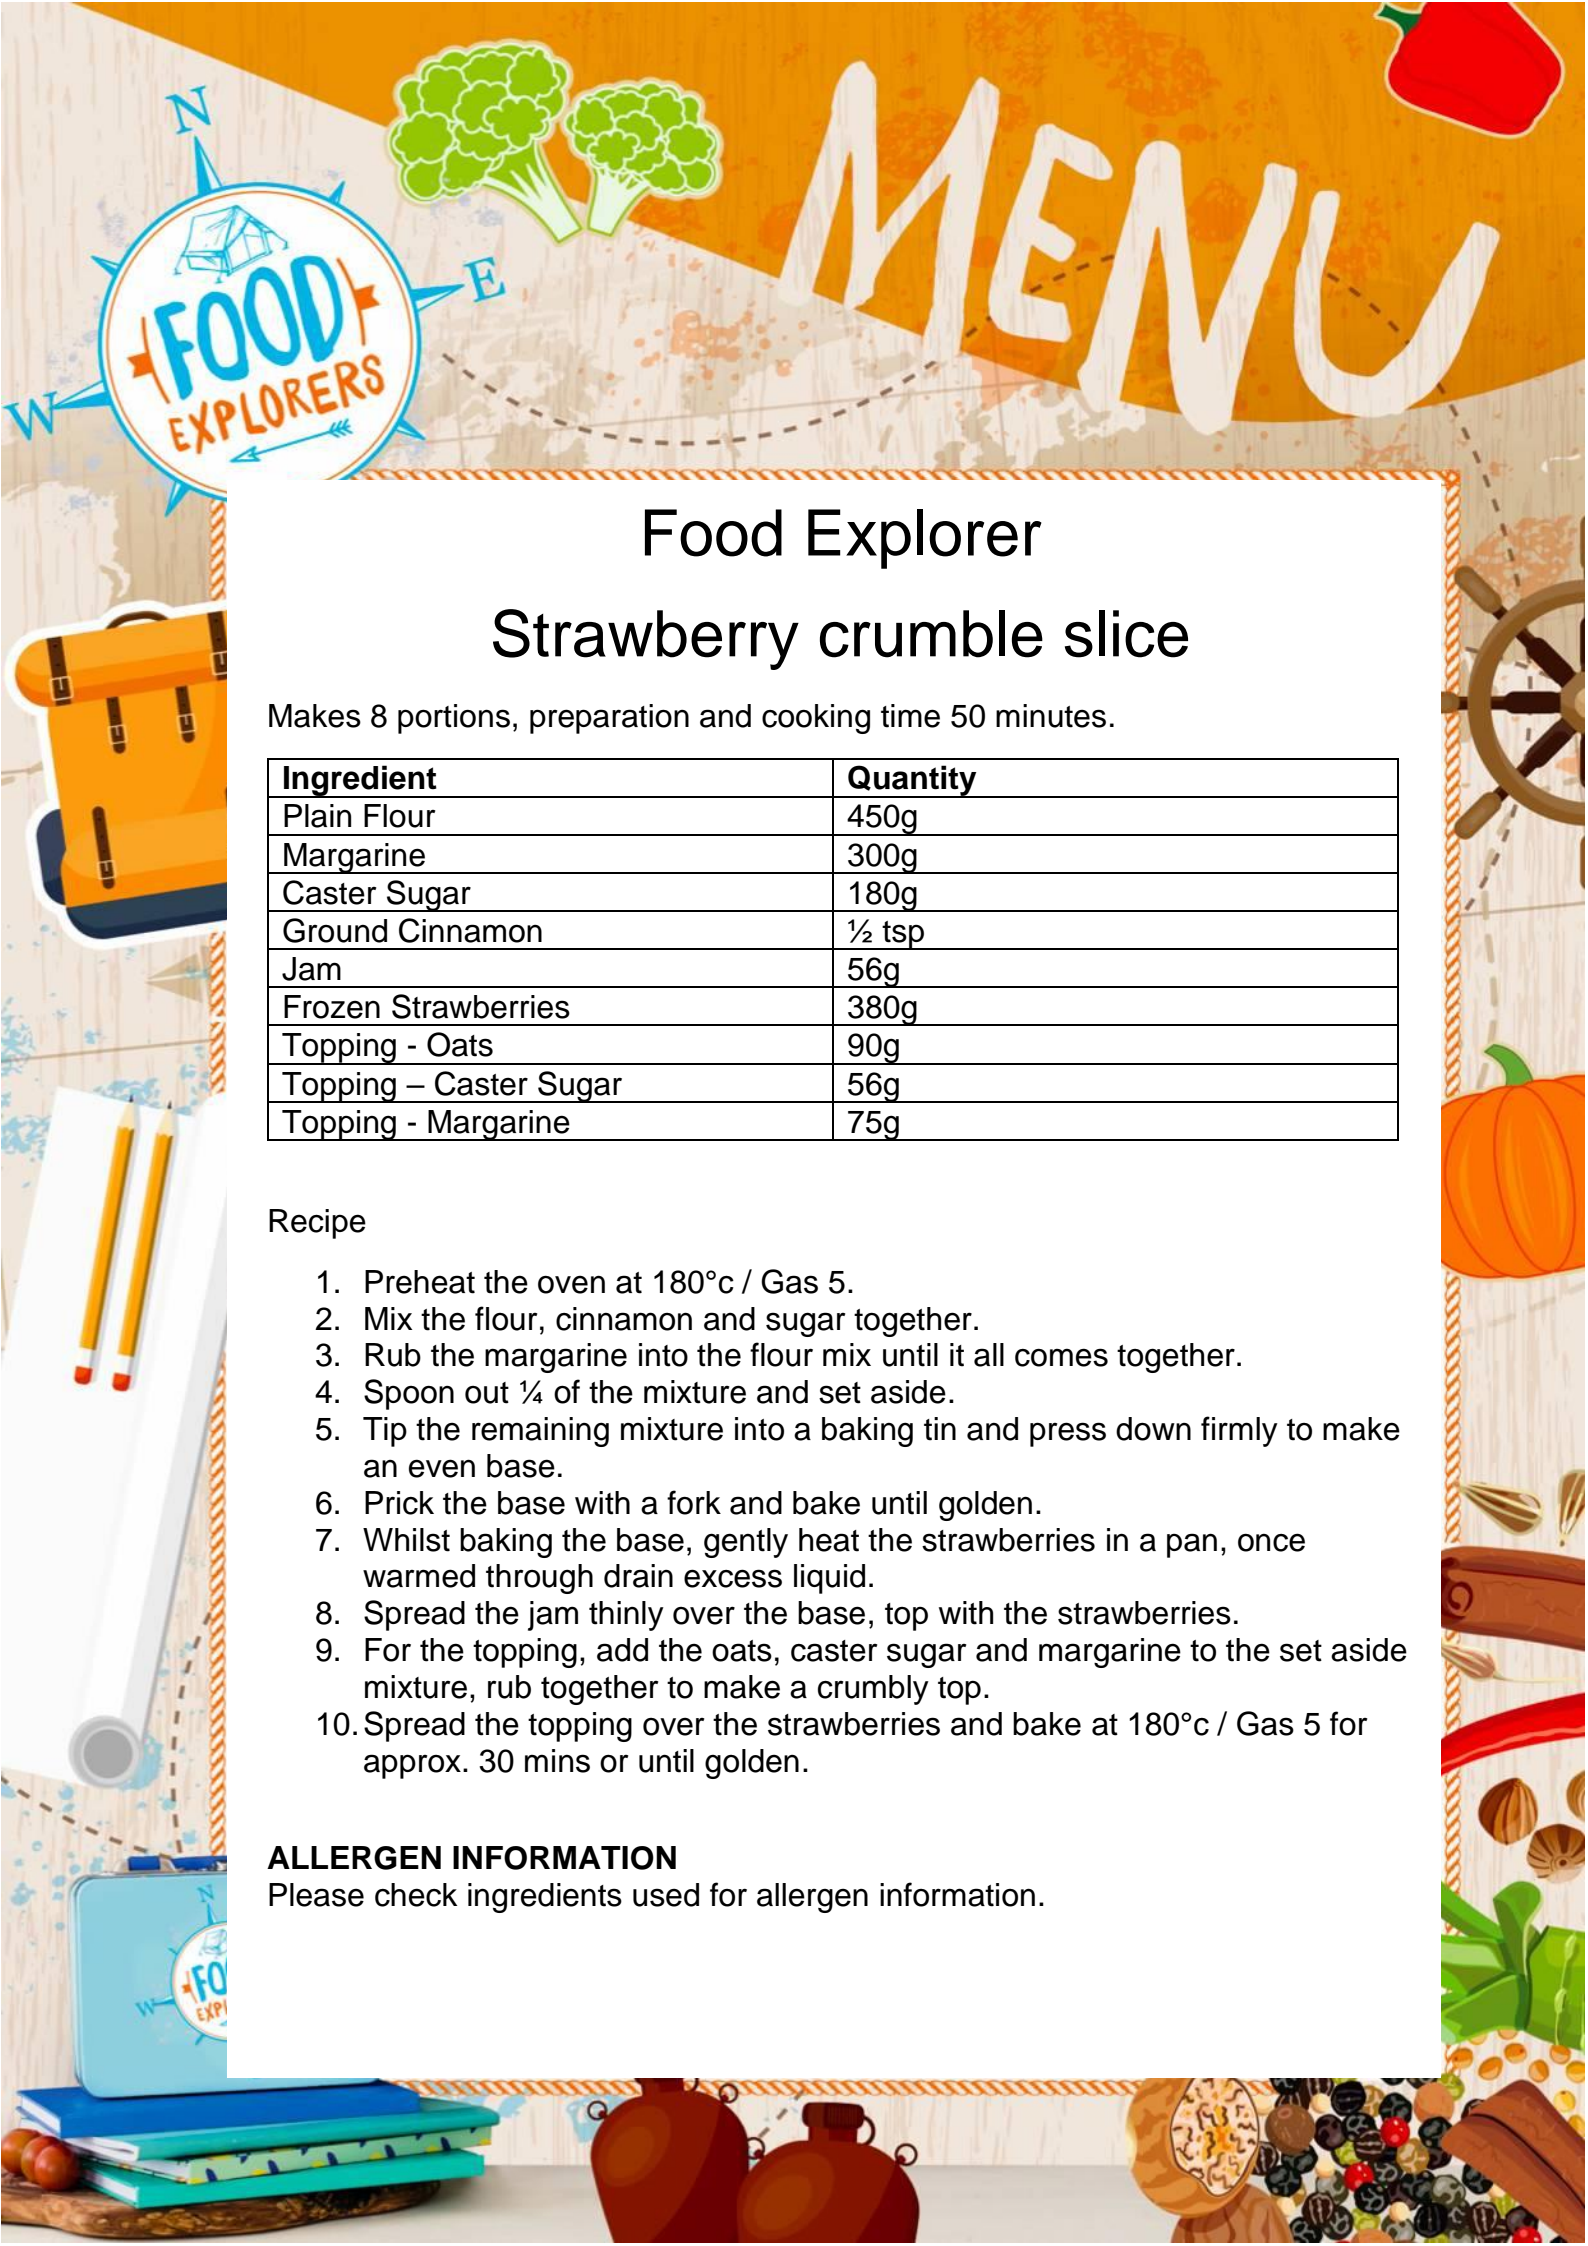 MENU
N
E
W
FOOD
EXPLORERS
Food Explorer
Strawberry crumble slice
Makes 8 portions, preparation and cooking time 50 minutes.
Ingredient Quantity
Plain Flour 450g
Margarine 300g
Caster Sugar 180g
Ground Cinnamon ½ tsp
Jam 56g
Frozen Strawberries 380g
Topping - Oats 90g
Topping – Caster Sugar 56g
Topping - Margarine 75g
Recipe
1. Preheat the oven at 180°c / Gas 5.
2. Mix the flour, cinnamon and sugar together.
3. Rub the margarine into the flour mix until it all comes together.
4. Spoon out ¼ of the mixture and set aside.
5. Tip the remaining mixture into a baking tin and press down firmly to make
an even base.
6. Prick the base with a fork and bake until golden.
7. Whilst baking the base, gently heat the strawberries in a pan, once
warmed through drain excess liquid.
8. Spread the jam thinly over the base, top with the strawberries.
9. For the topping, add the oats, caster sugar and margarine to the set aside
mixture, rub together to make a crumbly top.
10. Spread the topping over the strawberries and bake at 180°c / Gas 5 for
approx. 30 mins or until golden.
ALLERGEN INFORMATION
Please check ingredients used for allergen information.
N
W
FO
EXPL